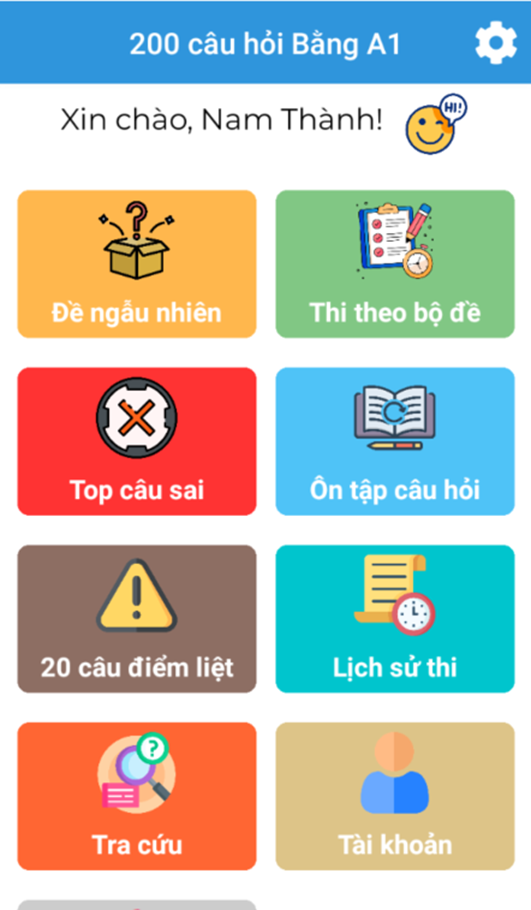 200 câu hỏi Bằng A1
Xin chào, Nam Thành!
HI!
Đề ngẫu nhiên
Thi theo bộ đề
Top câu sai
Ôn tập câu hỏi
20 câu điểm liệt
Lịch sử thi
?
Tra cứu
Tài khoản